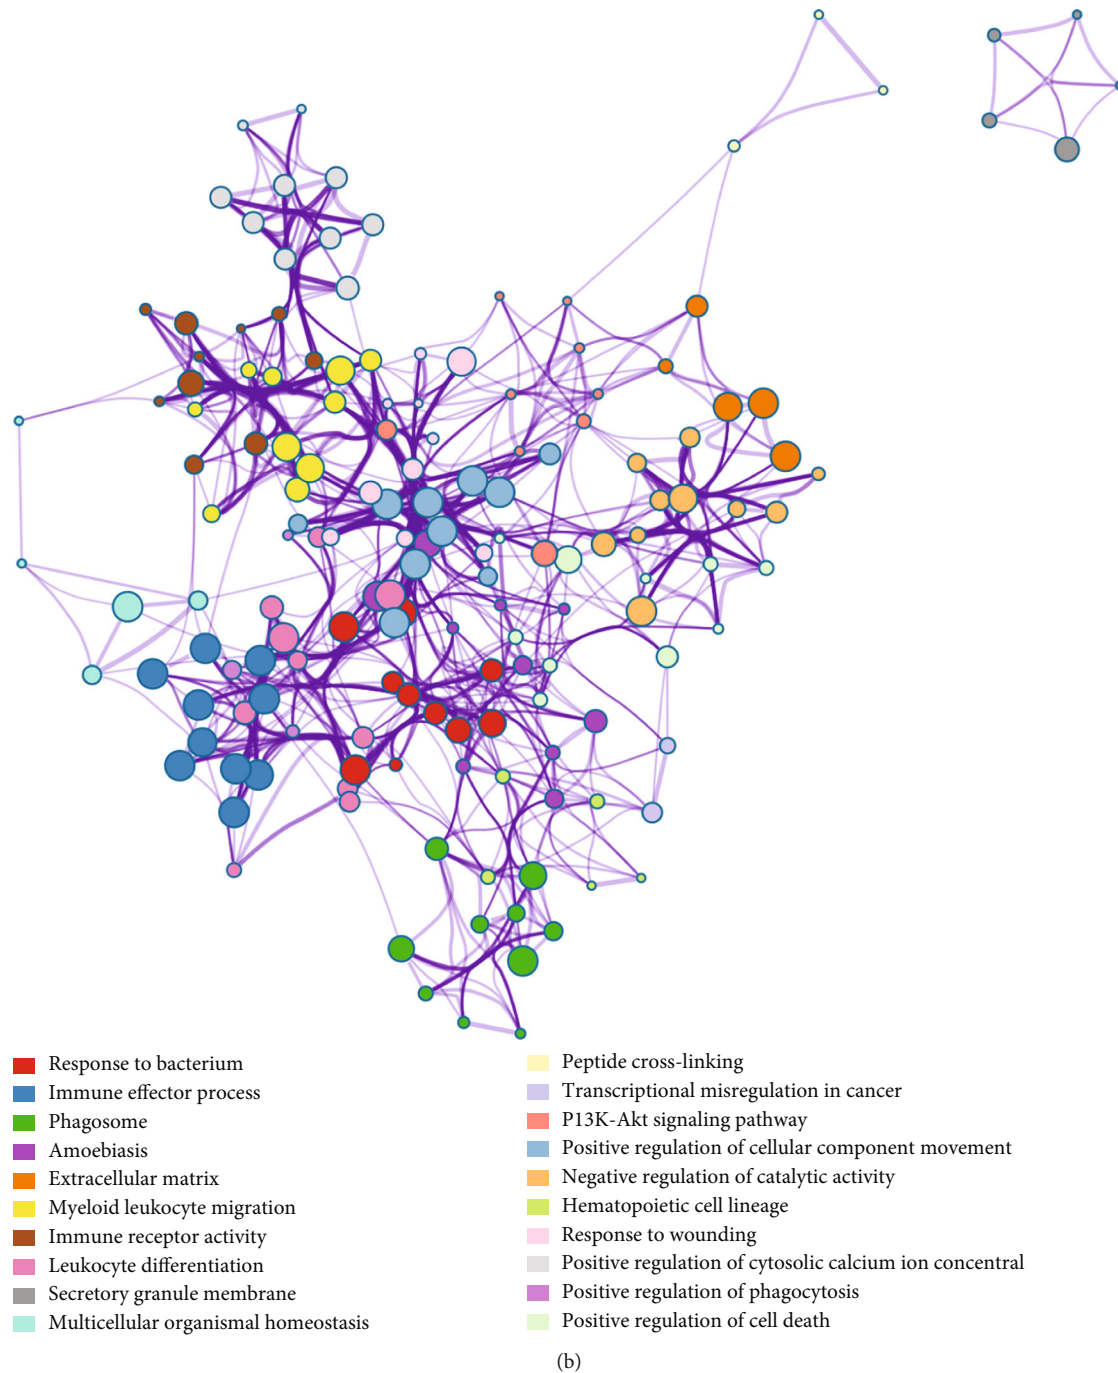 Response to bacterium
Immune effector process
Phagosome
Amoebiasis
Extracellular matrix
Myeloid leukocyte migration
Immune receptor activity
Leukocyte differentiation
Secretory granule membrane
Multicellular organismal homeostasis
Peptide cross-linking
Transcriptional misregulation in cancer
P13K-Akt signaling pathway
Positive regulation of cellular component movement
Negative regulation of catalytic activity
Hematopoietic cell lineage
Response to wounding
Positive regulation of cytosolic calcium ion concentral
Positive regulation of phagocytosis
Positive regulation of cell death
(b)